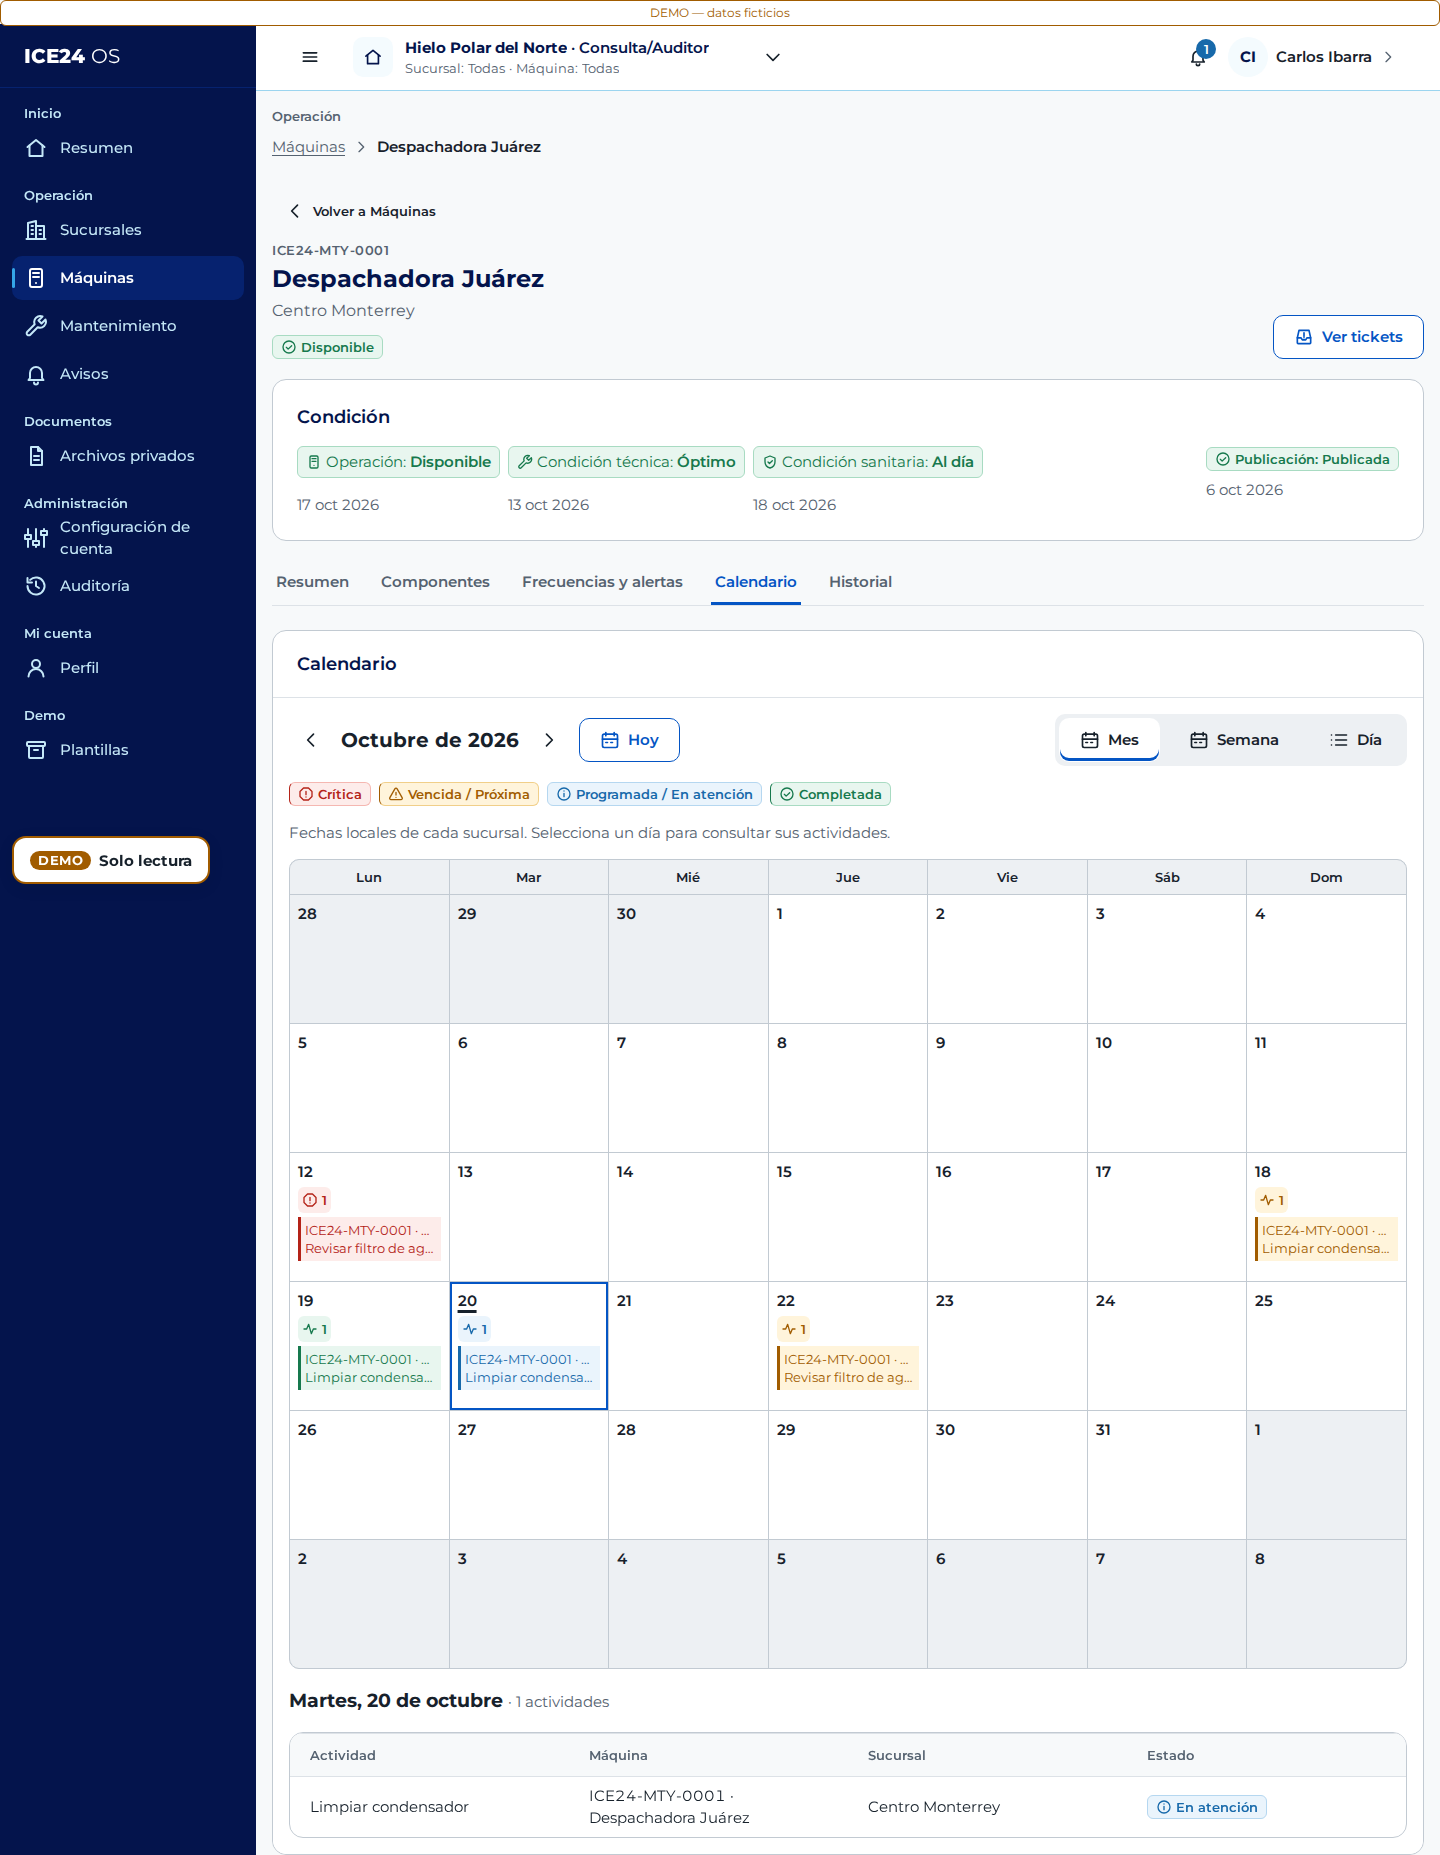 DEMO — datos ficticios
ICE24 OS
Inicio
Resumen
Operación
Sucursales
Máquinas
Mantenimiento
Avisos
Documentos
Archivos privados
Administración
Configuración de
cuenta
Auditoría
Mi cuenta
Perfil
Demo
Plantillas
DEMO Solo lectura
Hielo Polar del Norte · Consulta/Auditor
Sucursal: Todas · Máquina: Todas
1
CI
Carlos Ibarra
Operación
Máquinas
Despachadora Juárez
Volver a Máquinas
ICE24-MTY-0001
Despachadora Juárez
Centro Monterrey
Disponible
Ver tickets
Condición
Operación: Disponible
17 oct 2026
Condición técnica: Óptimo
13 oct 2026
Condición sanitaria: Al día
18 oct 2026
Publicación: Publicada
6 oct 2026
Resumen
Componentes
Frecuencias y alertas
Calendario
Historial
Calendario
Octubre de 2026
Hoy
Mes
Semana
Día
Crítica
Vencida / Próxima
Programada / En atención
Completada
Fechas locales de cada sucursal. Selecciona un día para consultar sus actividades.
Lun Mar Mié Jue Vie Sáb Dom
28 29 30 1 2 3 4
5 6 7 8 9 10 11
12
1
ICE24-MTY-0001 · ...
Revisar filtro de ag...
13 14 15 16 17
18
1
ICE24-MTY-0001 · ...
Limpiar condensa...
19
1
ICE24-MTY-0001 · ...
Limpiar condensa...
20
1
ICE24-MTY-0001 · ...
Limpiar condensa...
21
22
1
ICE24-MTY-0001 · ...
Revisar filtro de ag...
23 24 25
26 27 28 29 30 31 1
2 3 4 5 6 7 8
Martes, 20 de octubre · 1 actividades
Actividad Máquina Sucursal Estado
Limpiar condensador
ICE24-MTY-0001 ·
Despachadora Juárez
Centro Monterrey
En atención